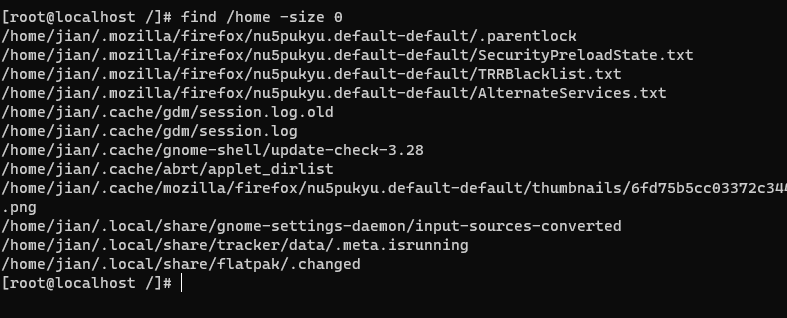 [root@localhost /]# find /home -size 0
/home/jian/.mozilla/firefox/nu5pukyu.default-default/.parentlock
/home/jian/.mozilla/firefox/nu5pukyu.default-default/SecurityPreloadState.txt
/home/jian/.mozilla/firefox/nu5pukyu.default-default/TRRBlacklist.txt
/home/jian/.mozilla/firefox/nu5pukyu.default-default/AlternateServices.txt
/home/jian/.cache/gdm/session.log.old
/home/jian/.cache/gdm/session.log
/home/jian/.cache/gnome-shell/update-check-3.28
/home/jian/.cache/abrt/applet_dirlist
/home/jian/.cache/mozilla/firefox/nu5pukyu.default-default/thumbnails/6fd75b5cc03372c344
.png
/home/jian/.local/share/gnome-settings-daemon/input-sources-converted
/home/jian/.local/share/tracker/data/.meta.isrunning
/home/jian/.local/share/flatpak/.changed
[root@localhost /]#